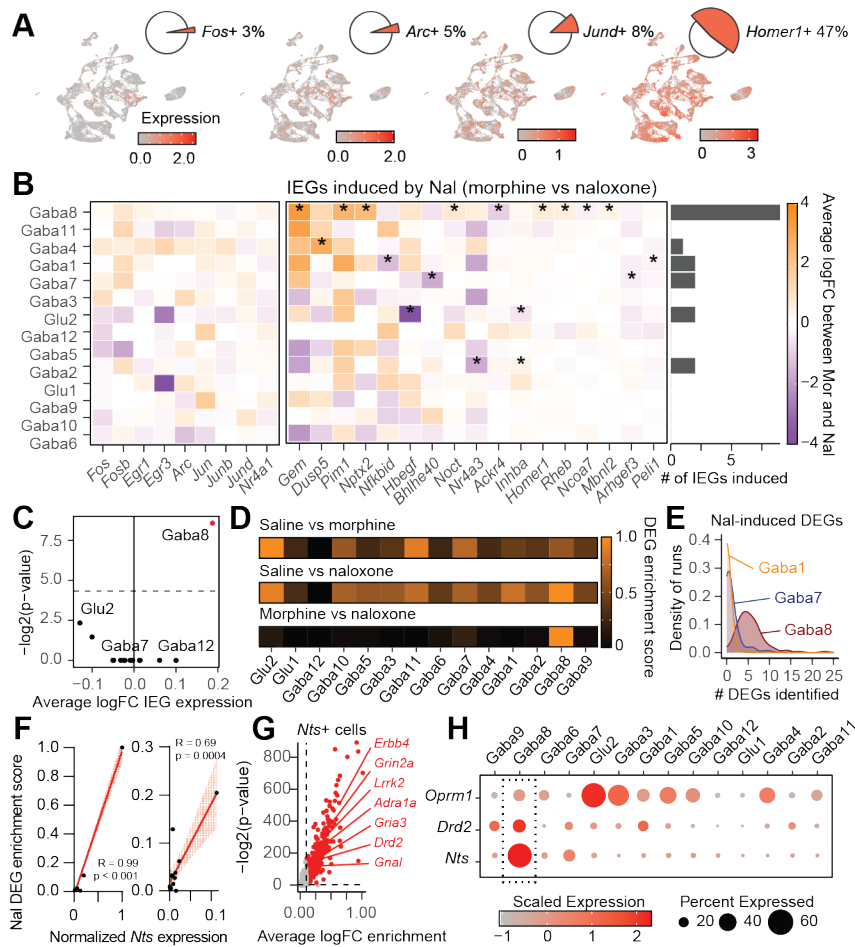 A
Fos+ 3%
Arc+ 5%
Jund+ 8%
Homer1+ 47%
Expression
0.0 2.0
0.0 2.0
0 1
0 3
B
IEGs induced by Nal (morphine vs naloxone)
Gaba8
Gaba11
Gaba4
Gaba1
Gaba7
Gaba3
Glu2
Gaba12
Gaba5
Gaba2
Glu1
Gaba9
Gaba10
Gaba6
* * * * * * * * *
*
* *
* *
* *
* *
Fos Fosb Egr1 Egr3 Arc Jun Junb Jund Nr4a1
Gem Dusp5 Pim1 Nptx2 Nfkbid Hbegf Bhlhe40 Noct Nr4a3 Ackr4 Inhba Homer1 Rheb Ncoa7 Mbnl2 Arhgef3 Peli1
0 5
# of IEGs induced
4
2
0
−2
−4
Average logFC between Mor and Nal
C
−log2(p−value)
7.5
5.0
2.5
0.0
Gaba8
Glu2
Gaba7 Gaba12
−0.1 0.0 0.1 0.2
Average logFC IEG expression
D
Saline vs morphine
Saline vs naloxone
Morphine vs naloxone
Glu2 Glu1 Gaba12 Gaba10 Gaba5 Gaba3 Gaba11 Gaba6 Gaba7 Gaba4 Gaba1 Gaba2 Gaba8 Gaba9
1.0
0.5
0
DEG enrichment score
E
Nal-induced DEGs
Density of runs
0.4
0.3
0.2
0.1
0.0
Gaba1
Gaba7
Gaba8
0 5 10 15 20 25
# DEGs identified
F
Nal DEG enrichment score
1.0
0.8
0.6
0.4
0.2
0.0
R = 0.99
p < 0.001
0 1
0.3
0.2
0.1
0.0
R = 0.69
p = 0.0004
0.0 0.1
Normalized Nts expression
G
Nts+ cells
−log2(p−value)
800
600
400
200
0
Erbb4
Grin2a
Lrrk2
Adra1a
Gria3
Drd2
Gnal
0.00 1.00
Average logFC enrichment
H
Gaba9 Gaba8 Gaba6 Gaba7 Glu2 Gaba3 Gaba1 Gaba5 Gaba10 Gaba12 Glu1 Gaba4 Gaba2 Gaba11
Oprm1
Drd2
Nts
Scaled Expression
−1 0 1 2
Percent Expressed
20 40 60